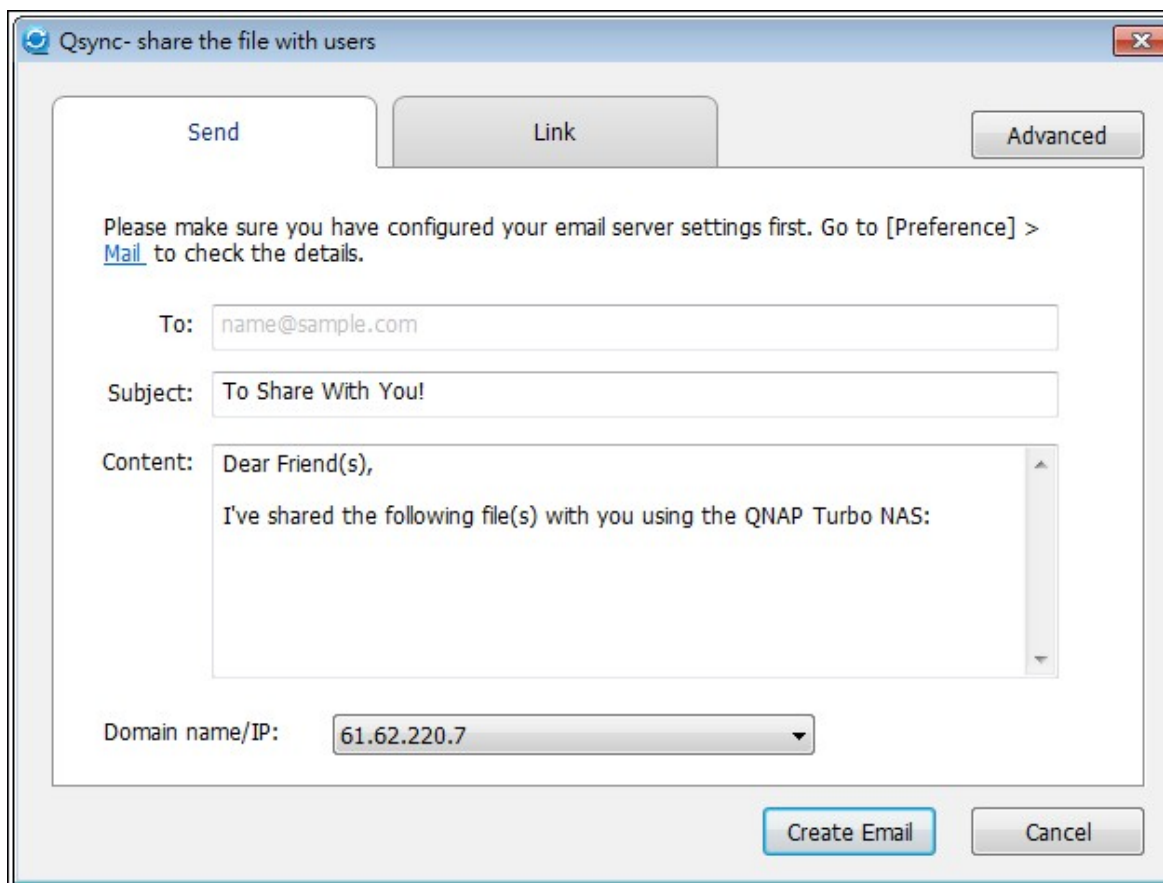 Qsync- share the file with users
Send
Link
Advanced
Please make sure you have configured your email server settings first. Go to [Preference] >
Mail to check the details.
To: name@sample.com
Subject: To Share With You!
Content: Dear Friend(s),
I've shared the following file(s) with you using the QNAP Turbo NAS:
Domain name/IP: 61.62.220.7
Create Email
Cancel